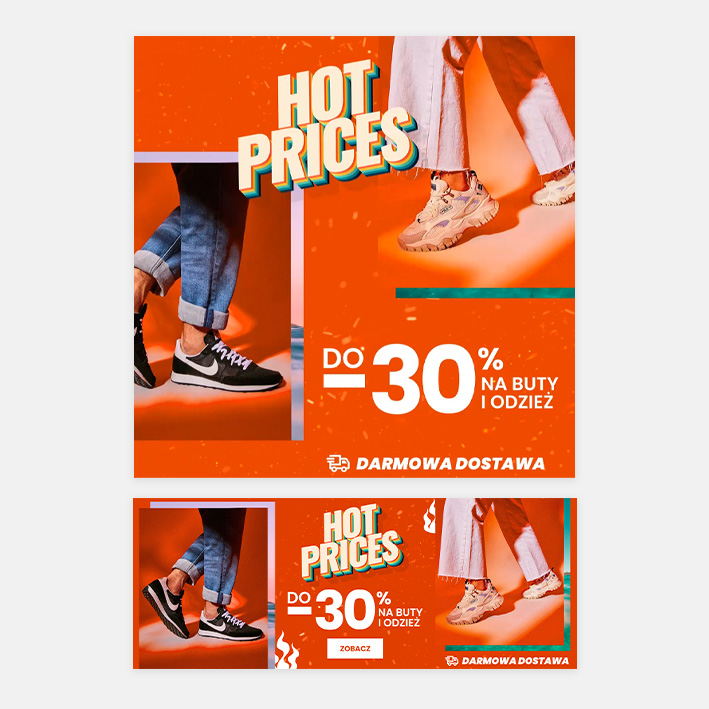 HOT
PRICES
DO*
-30%
NA BUTY
I ODZIEŻ
DARMOWA DOSTAWA
HOT
PRICES
DO
-30%
NA BUTY
I ODZIEŻ
ZOBACZ
DARMOWA DOSTAWA